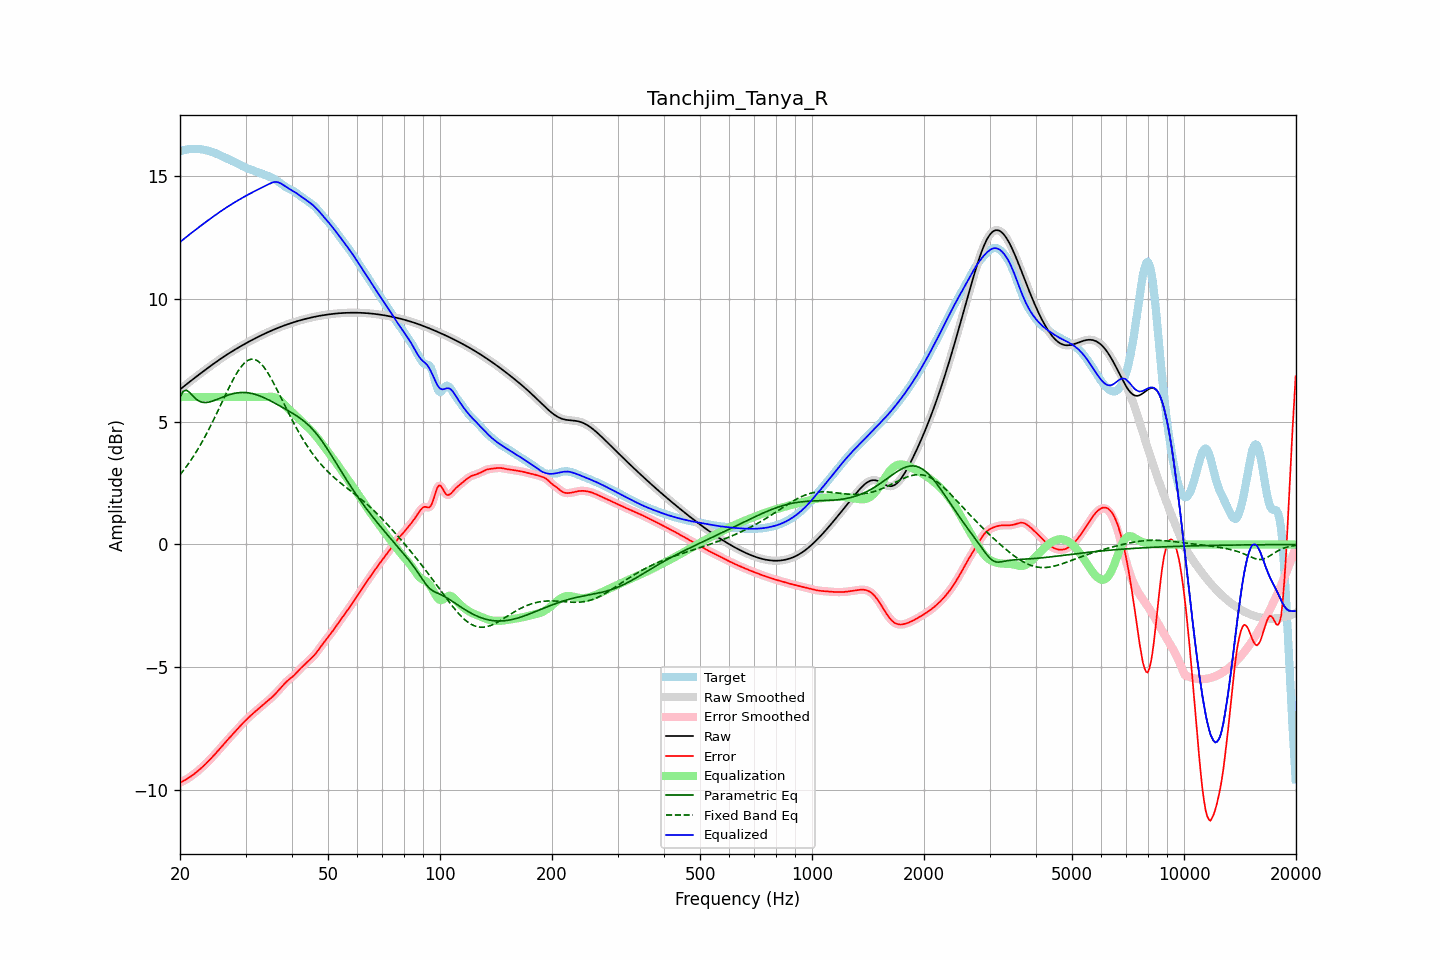 Tanchjim_Tanya_R
Amplitude (dBr)
15
10
5
0
−5
−10
Target
Raw Smoothed
Error Smoothed
Raw
Error
Equalization
Parametric Eq
Fixed Band Eq
Equalized
20 50 100 200 500 1000 2000 5000 10000 20000
Frequency (Hz)